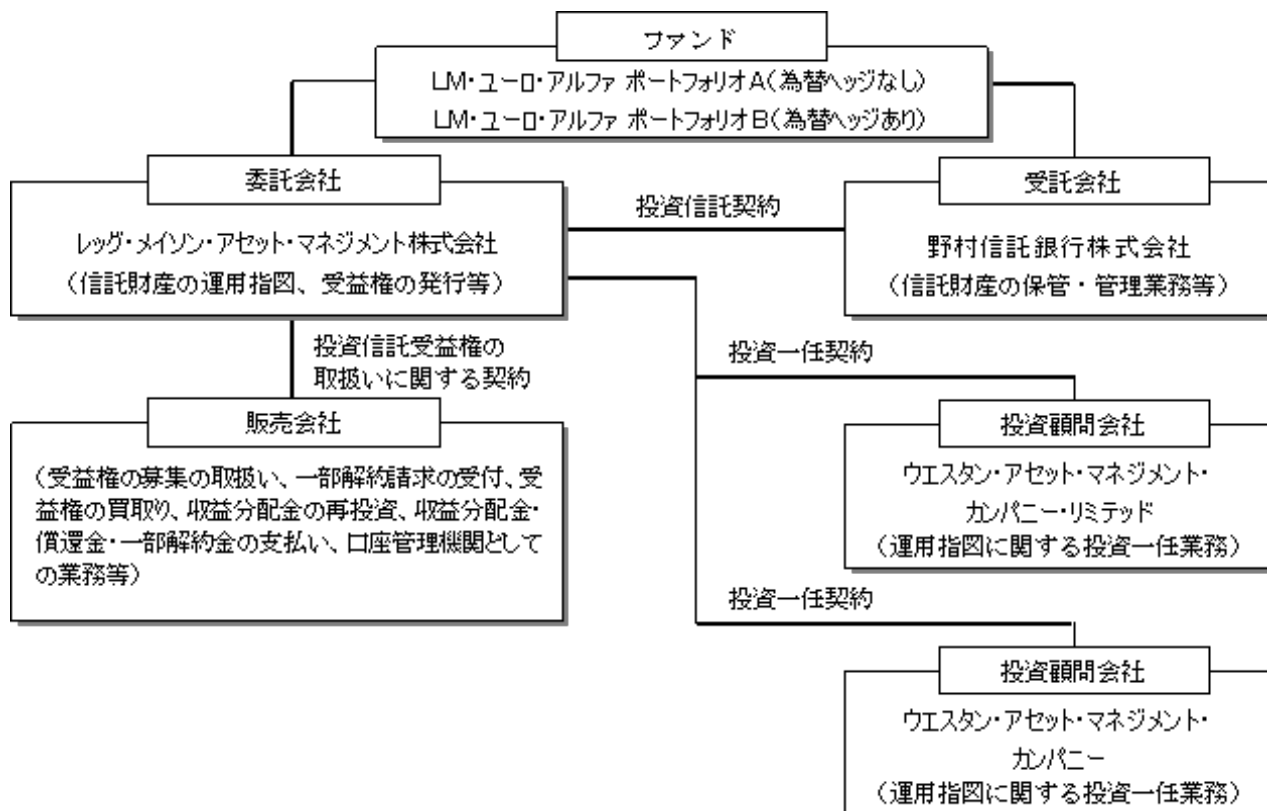 ファンド
LM・ユーロ・アルファ ポートフォリオA(為替ヘッジなし)
LM・ユーロ・アルファ ポートフォリオB(為替ヘッジあり)
委託会社
レッグ・メイソン・アセット・マネジメント株式会社
(信託財産の運用指図、受益権の発行等)
投資信託契約
受託会社
野村信託銀行株式会社
(信託財産の保管・管理業務等)
投資信託受益権の
取扱いに関する契約
投資一任契約
販売会社
(受益権の募集の取扱い、一部解約請求の受付、受
益権の買取り、収益分配金の再投資、収益分配金・
償還金・一部解約金の支払い、口座管理機関として
の業務等)
投資顧問会社
ウエスタン・アセット・マネジメント・
カンパニー・リミテッド
(運用指図に関する投資一任業務)
投資一任契約
投資顧問会社
ウエスタン・アセット・マネジメント・
カンパニー
(運用指図に関する投資一任業務)